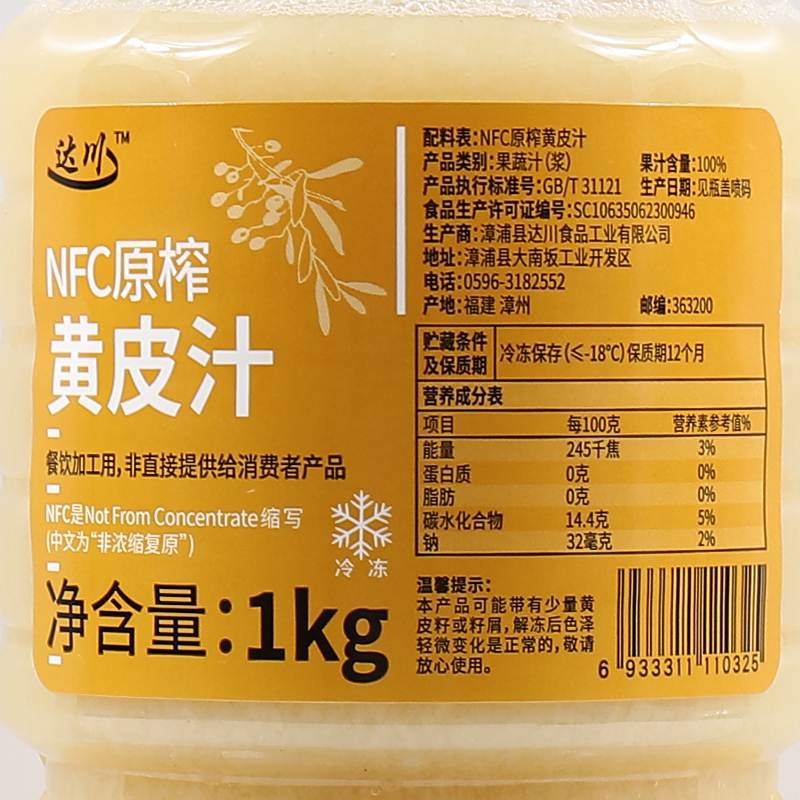 达川™
NFC原榨
黄皮汁
餐饮加工用,非直接提供给消费者产品
NFC是Not From Concentrate缩写
(中文为“非浓缩复原”)
冷冻
净含量:1kg
配料表:NFC原榨黄皮汁
产品类别:果蔬汁(浆) 果汁含量:100%
产品执行标准号:GB/T 31121 生产日期:见瓶盖喷码
食品生产许可证编号:SC10635062300946
生产商:漳浦县达川食品工业有限公司
地址:漳浦县大南坂工业开发区
电话:0596-3182552
产地:福建 漳州 邮编:363200
贮藏条件
及保质期
冷冻保存(≤-18℃)保质期12个月
营养成分表
项目 每100克 营养素参考值%
能量 245千焦 3%
蛋白质 0克 0%
脂肪 0克 0%
碳水化合物 14.4克 5%
钠 32毫克 2%
温馨提示:
本产品可能带有少量黄
皮籽或籽屑,解冻后色泽
轻微变化是正常的,敬请
放心使用。
6 933311 110325